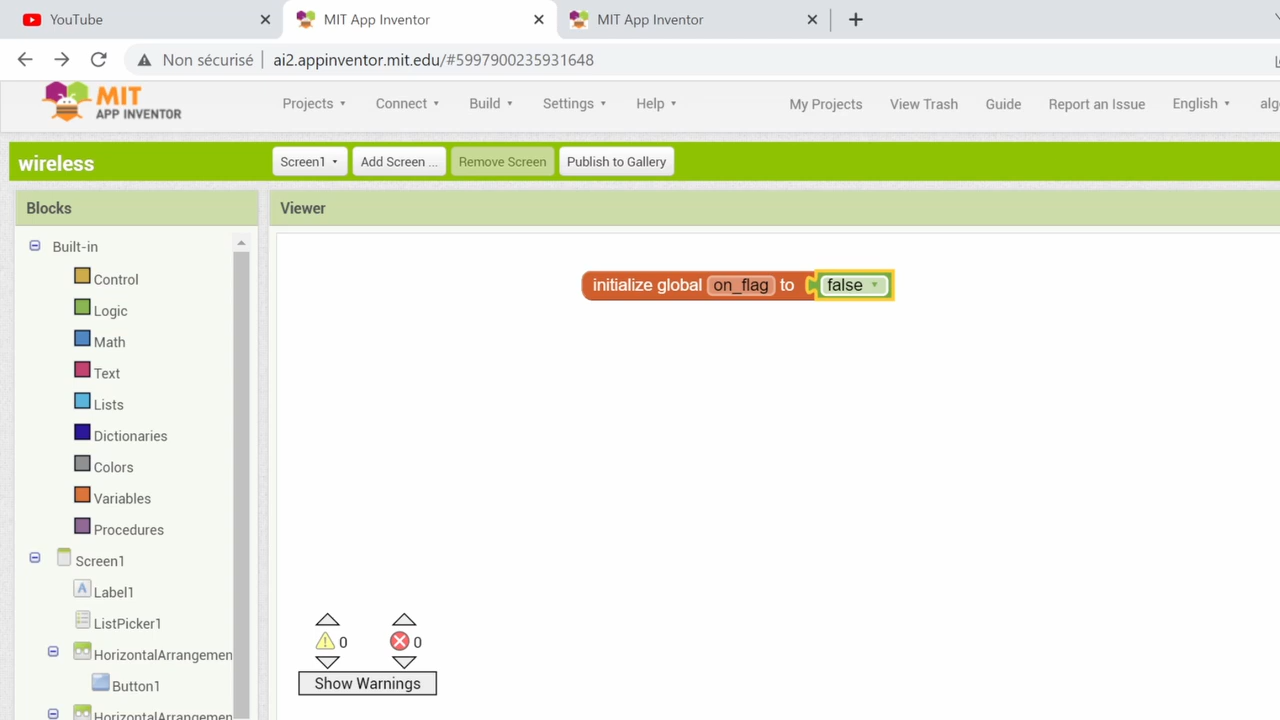 YouTube
MIT App Inventor
MIT App Inventor
Non sécurisé
ai2.appinventor.mit.edu/#5997900235931648
MIT
APP INVENTOR
Projects
Connect
Build
Settings
Help
My Projects
View Trash
Guide
Report an Issue
English
wireless
Screen1
Add Screen ...
Remove Screen
Publish to Gallery
Blocks
Viewer
Built-in
Control
Logic
Math
Text
Lists
Dictionaries
Colors
Variables
Procedures
Screen1
A Label1
ListPicker1
HorizontalArrangemen
Button1
HorizontalArrangemen
initialize global on_flag to false
0
0
Show Warnings